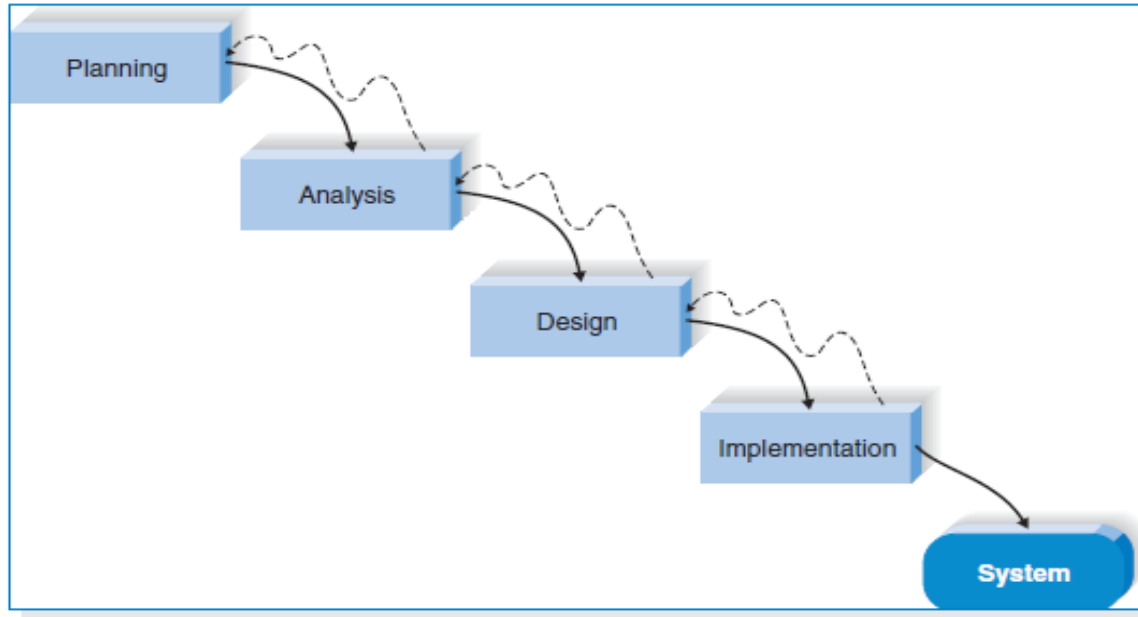 Planning
Analysis
Design
Implementation
System